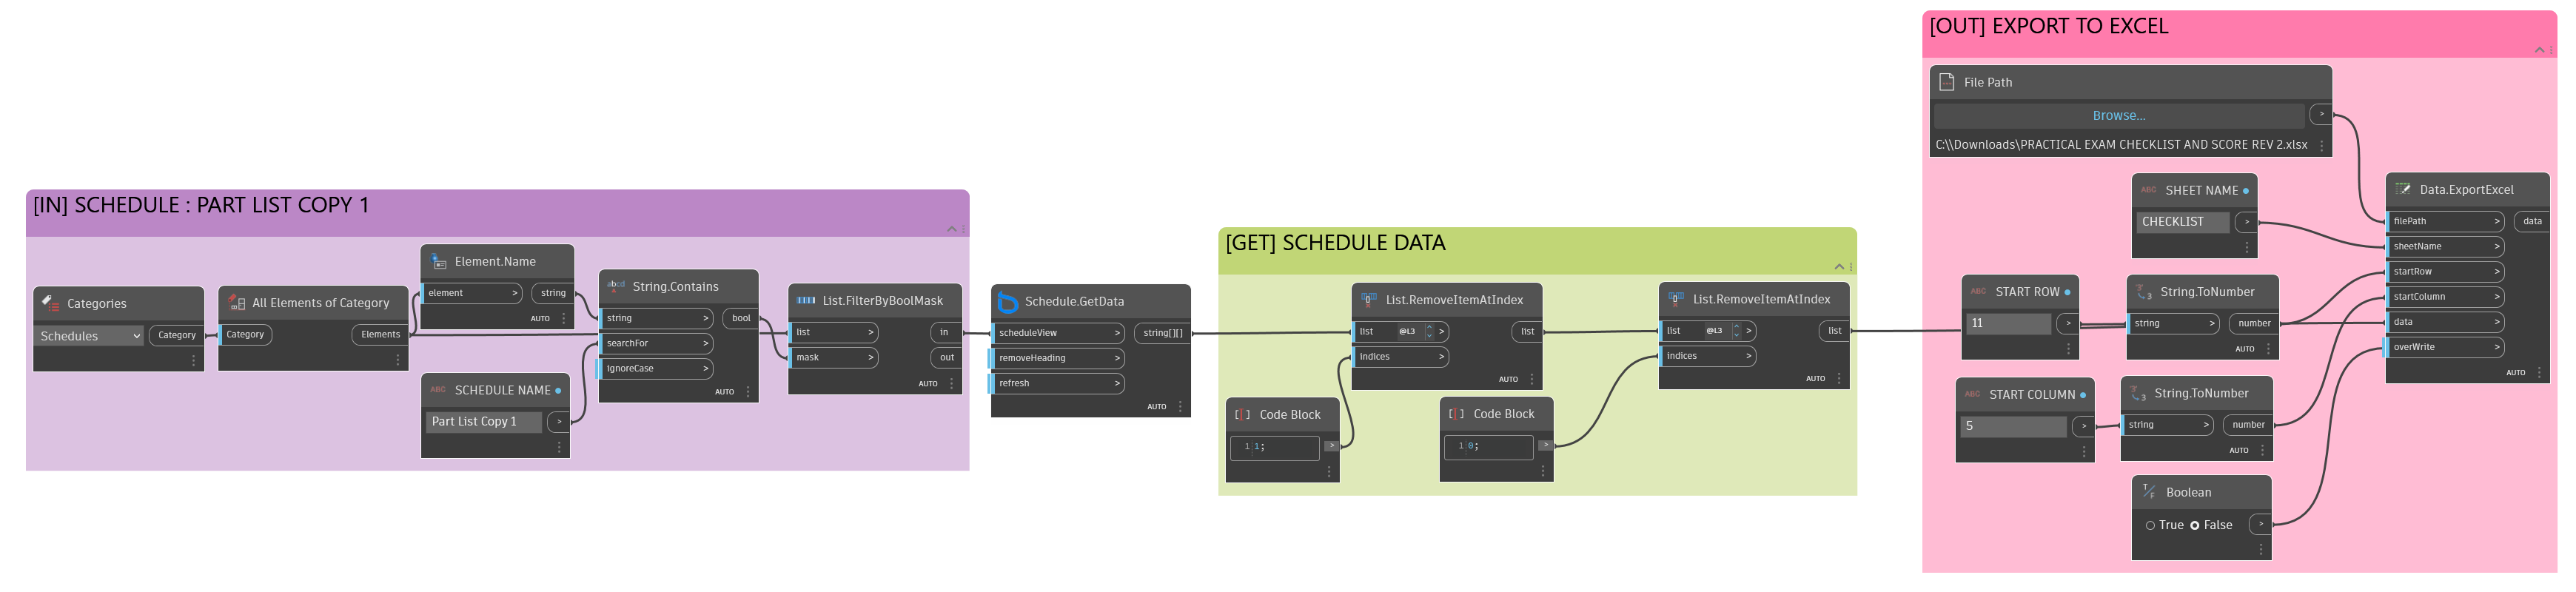 [IN] SCHEDULE : PART LIST COPY 1
Categories
Schedules
Category >
All Elements of Category
Category
Elements >
Element.Name
element >
string >
AUTO
SCHEDULE NAME
Part List Copy 1
>
String.Contains
string >
bool
searchFor >
ignoreCase >
AUTO
List.FilterByBoolMask
list >
in
mask >
out
AUTO
Schedule.GetData
scheduleView >
string[][]
removeHeading >
refresh >
AUTO
[GET] SCHEDULE DATA
List.RemoveItemAtIndex
list @L3 >
list
indices >
AUTO
Code Block
1 1;
>
Code Block
1 0;
>
List.RemoveItemAtIndex
list @L3 >
list
indices >
AUTO
[OUT] EXPORT TO EXCEL
File Path
Browse...
>
C:\\Downloads\PRACTICAL EXAM CHECKLIST AND SCORE REV 2.xlsx
ABC SHEET NAME
CHECKLIST
>
ABC START ROW
11
>
String.ToNumber
string >
number
AUTO
ABC START COLUMN
5
>
String.ToNumber
string >
number
AUTO
Boolean
True False
>
Data.ExportExcel
filePath >
data
sheetName >
startRow >
startColumn >
data >
overWrite >
AUTO